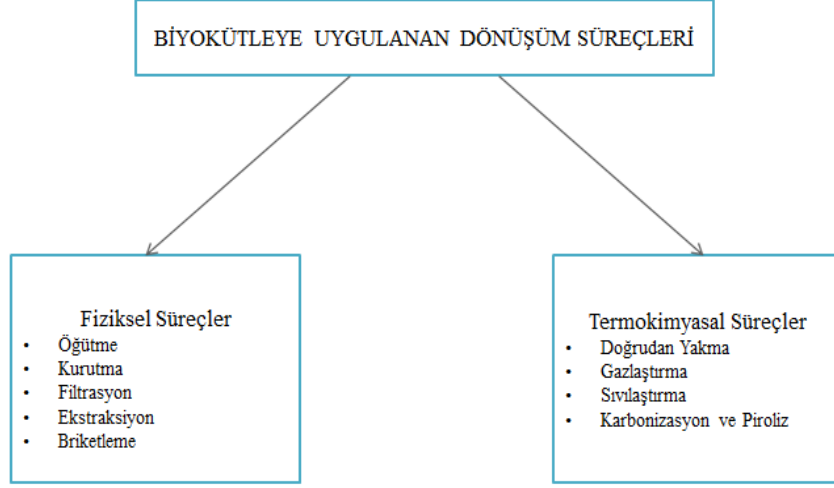 BİYOKÜTLEYE UYGULANAN DÖNÜŞÜM SÜREÇLERİ
Fiziksel Süreçler
• Öğütme
• Kurutma
• Filtrasyon
• Ekstraksiyon
• Briketleme
Termokimyasal Süreçler
• Doğrudan Yakma
• Gazlaştırma
• Sıvılaştırma
• Karbonizasyon ve Piroliz